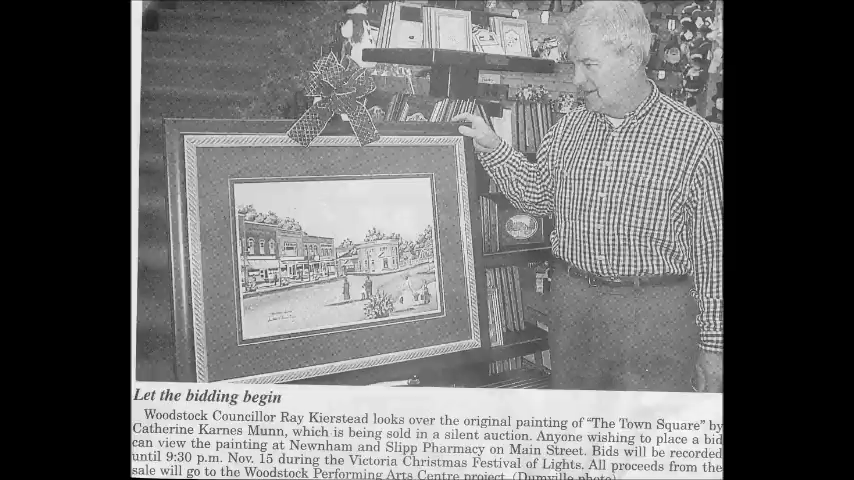 Let the bidding begin
Woodstock Councillor Ray Kierstead looks over the original painting of "The Town Square" by
Catherine Karnes Munn, which is being sold in a silent auction. Anyone wishing to place a bid
can view the painting at Newnham and Slipp Pharmacy on Main Street. Bids will be recorded
until 9:30 p.m. Nov. 15 during the Victoria Christmas Festival of Lights. All proceeds from the
sale will go to the Woodstock Performing Arts Centre project. (Dumville photo)